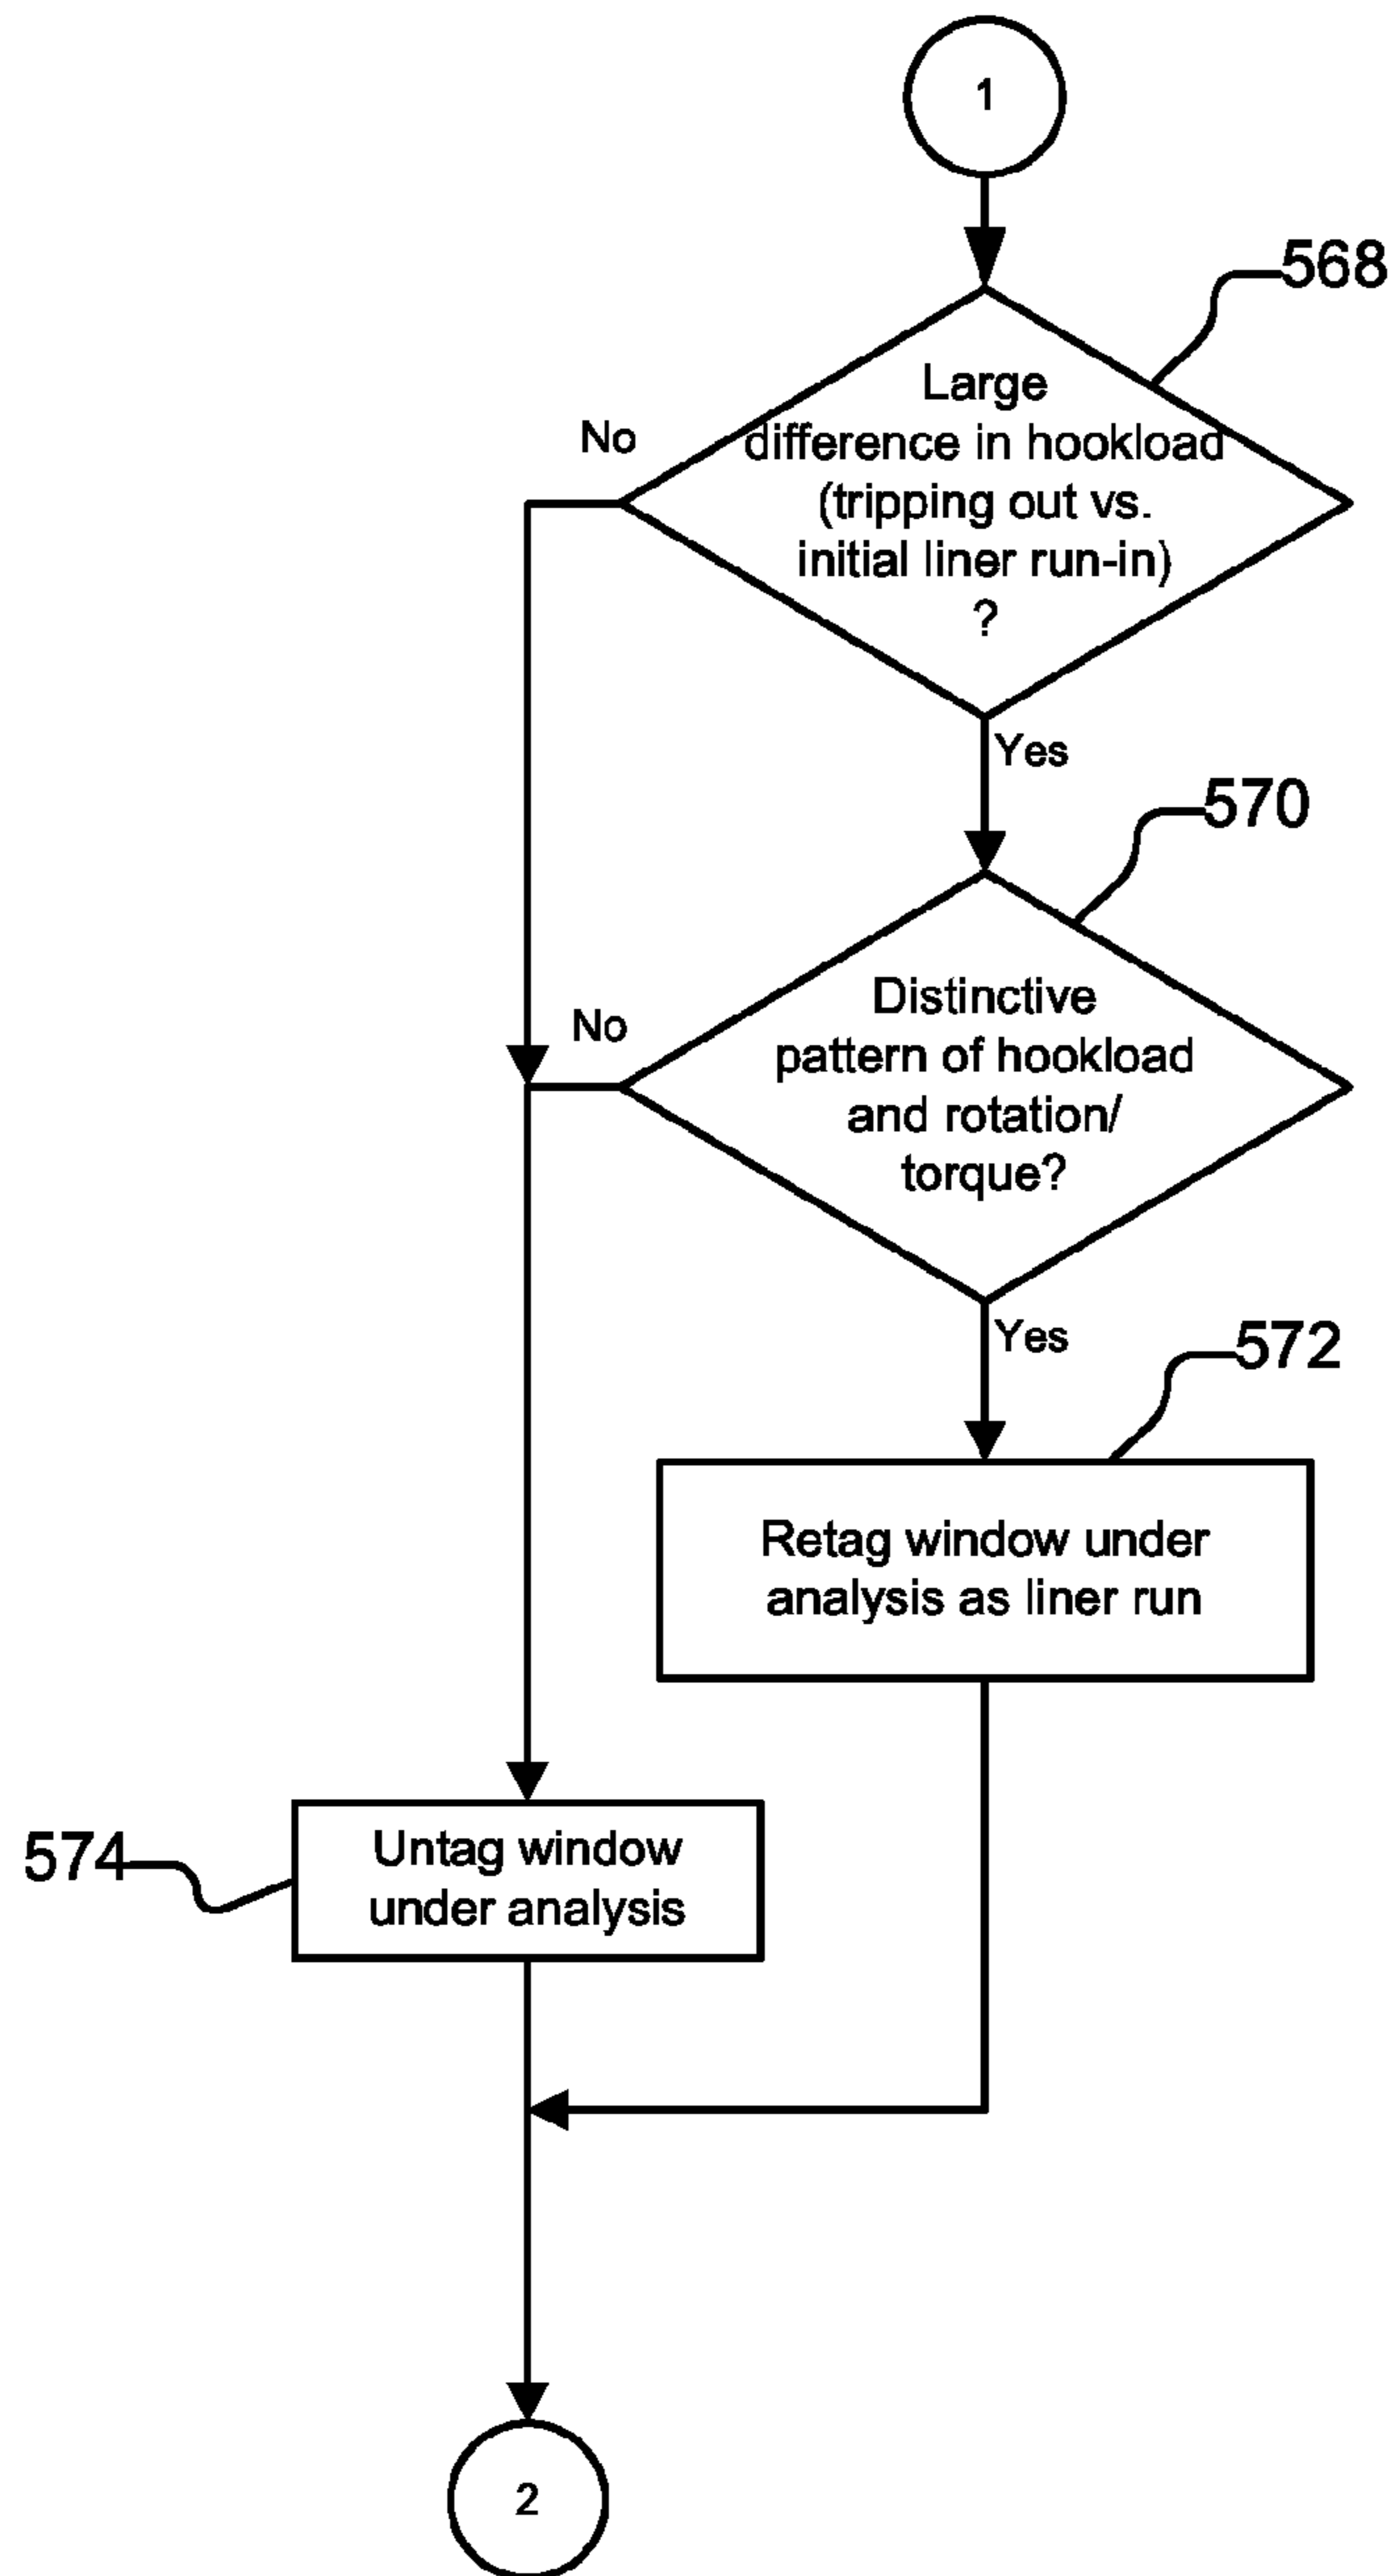 1
568
Large
No
difference in hookload
(tripping out vs.
initial liner run-in)
?
Yes
570
Distinctive
No
pattern of hookload
and rotation/
torque?
Yes
572
Retag window under
analysis as liner run
574
Untag window
under analysis
2